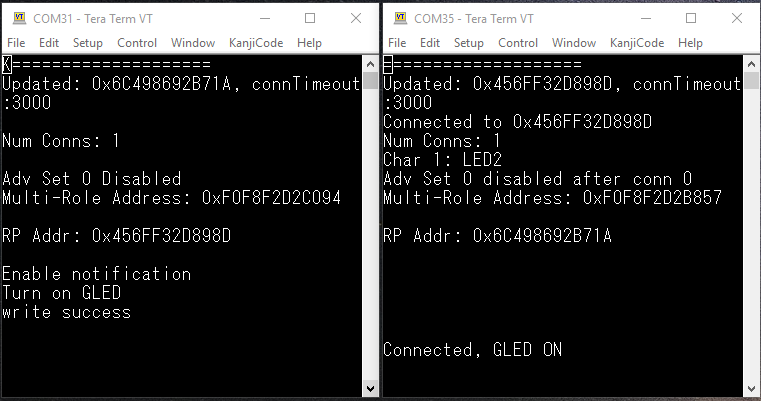 COM31 - Tera Term VT
File Edit Setup Control Window KanjiCode Help
K====================
Updated: 0x6C498692B71A, connTimeout
:3000
Num Conns: 1
Adv Set 0 Disabled
Multi-Role Address: 0xF0F8F2D2C094
RP Addr: 0x456FF32D898D
Enable notification
Turn on GLED
write success
COM35 - Tera Term VT
File Edit Setup Control Window KanjiCode Help
====================
Updated: 0x456FF32D898D, connTimeout
:3000
Connected to 0x456FF32D898D
Num Conns: 1
Char 1: LED2
Adv Set 0 disabled after conn 0
Multi-Role Address: 0xF0F8F2D2B857
RP Addr: 0x6C498692B71A
Connected, GLED ON